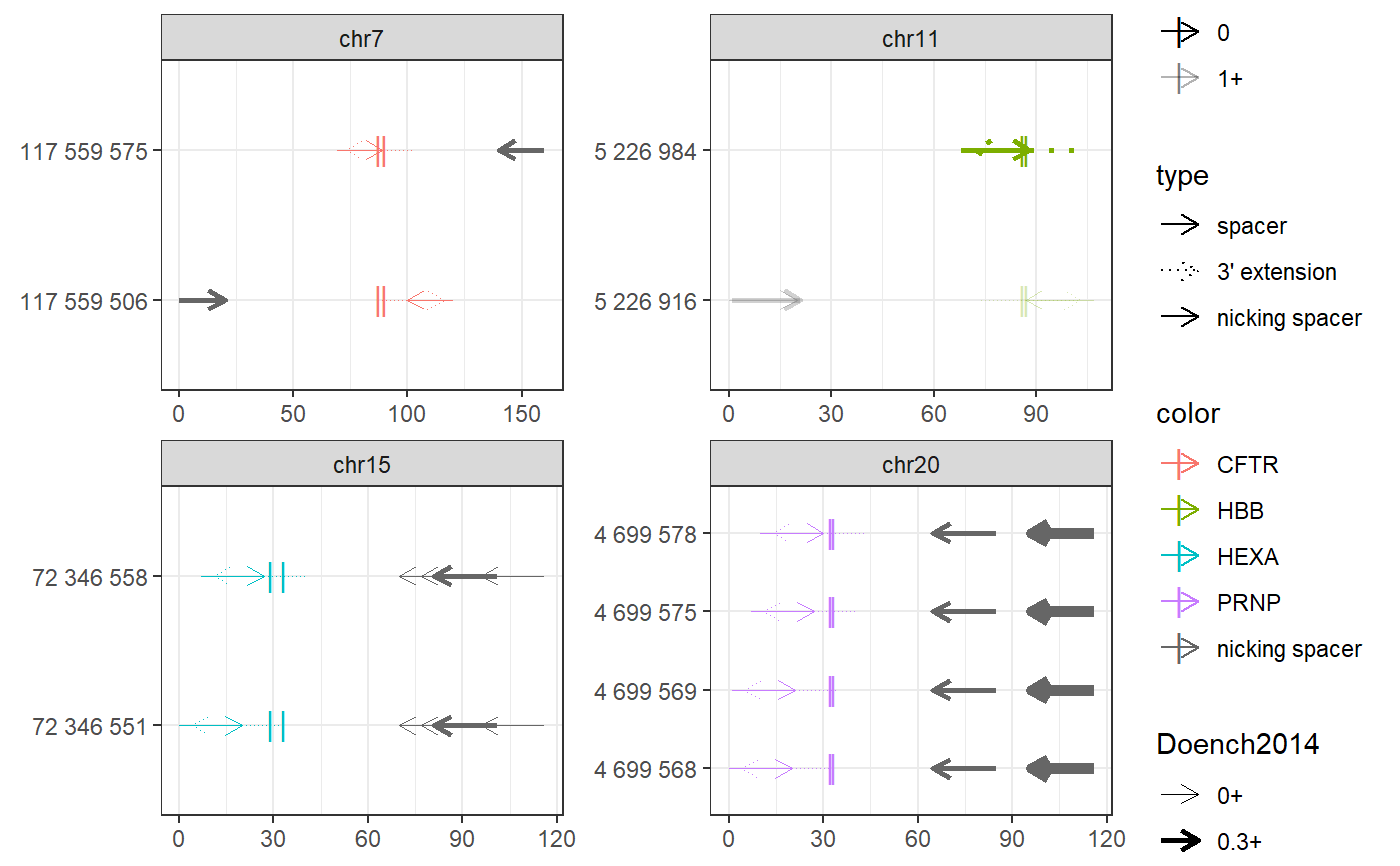 chr7
117 559 575
117 559 506
0 50 100 150
chr11
5 226 984
5 226 916
0 30 60 90
chr15
72 346 558
72 346 551
0 30 60 90 120
chr20
4 699 578
4 699 575
4 699 569
4 699 568
0 30 60 90 120
0
1+
type
spacer
3' extension
nicking spacer
color
CFTR
HBB
HEXA
PRNP
nicking spacer
Doench2014
0+
0.3+